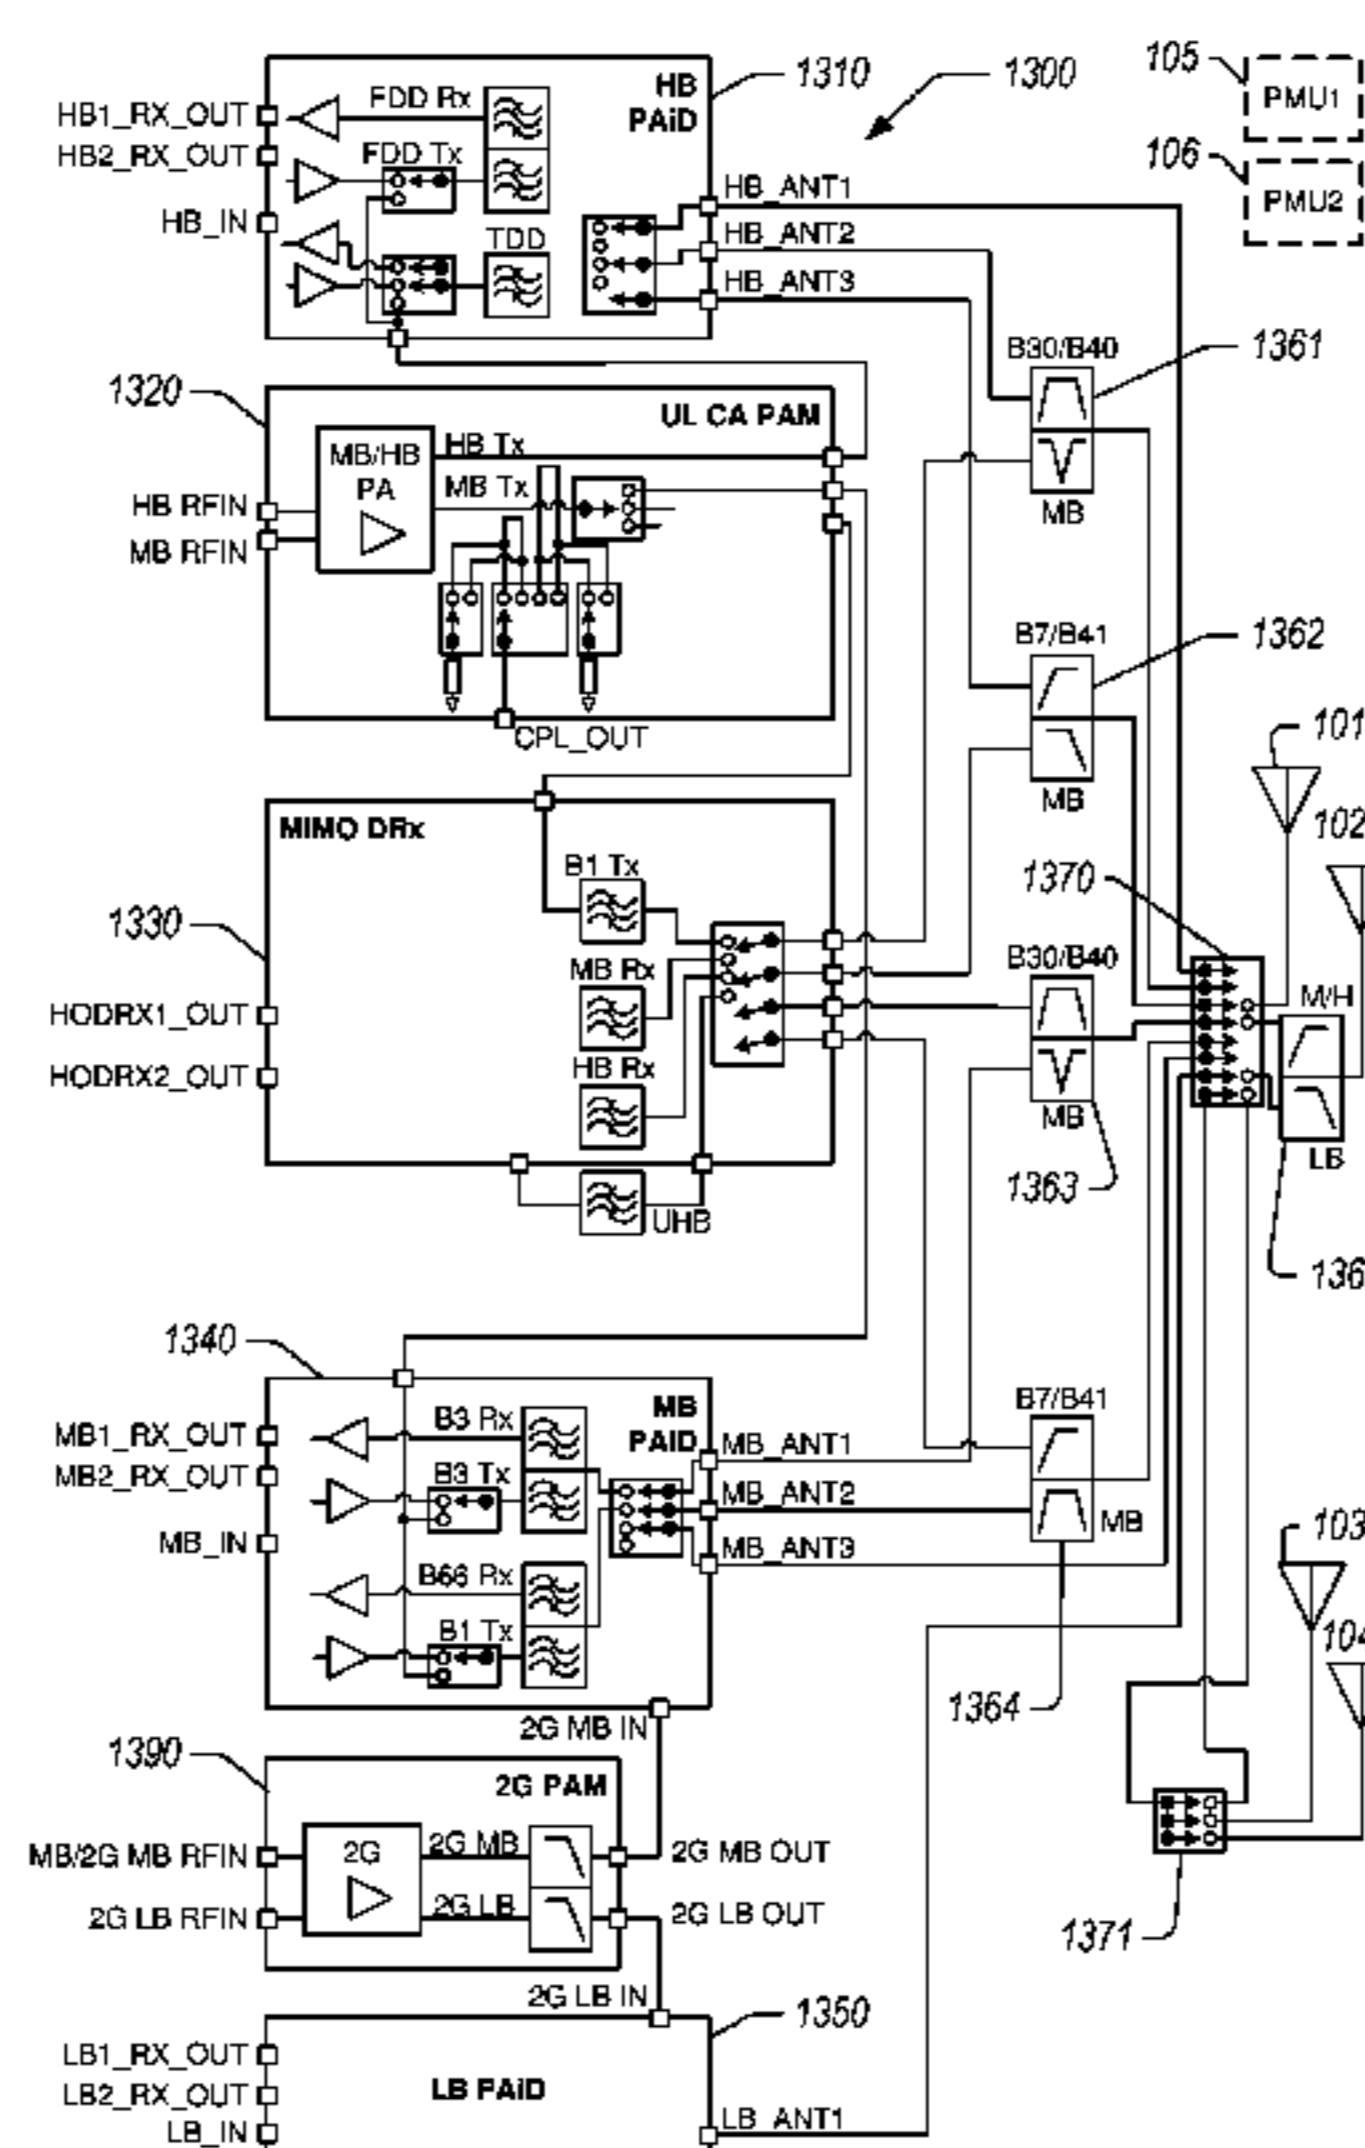 HB PAiD
1310
1300
105
PMU1
HB1_RX_OUT
FDD Rx
HB2_RX_OUT
FDD Tx
106
PMU2
HB_IN
TDD
HB_ANT1
HB_ANT2
HB_ANT3
1320
UL CA PAM
B30/B40
1361
MB/HB PA
HB Tx
MB Tx
HB RFIN
MB RFIN
MB
B7/B41
1362
CPL_OUT
MB
101
MIMO DRx
102
B1 Tx
1370
1330
MB Rx
B30/B40
M/H
HODRX1_OUT
HODRX2_OUT
HB Rx
MB
LB
1363
UHB
136
1340
MB PAiD
B7/B41
MB1_RX_OUT
B3 Rx
MB_ANT1
MB2_RX_OUT
B3 Tx
MB_ANT2
MB
MB_IN
MB_ANT3
103
B66 Rx
B1 Tx
104
1364
2G MB IN
1390
2G PAM
MB/2G MB RFIN
2G
2G MB
2G MB OUT
2G LB RFIN
2G LB
2G LB OUT
1371
2G LB IN
1350
LB1_RX_OUT
LB2_RX_OUT
LB PAiD
LB_IN
LB_ANT1